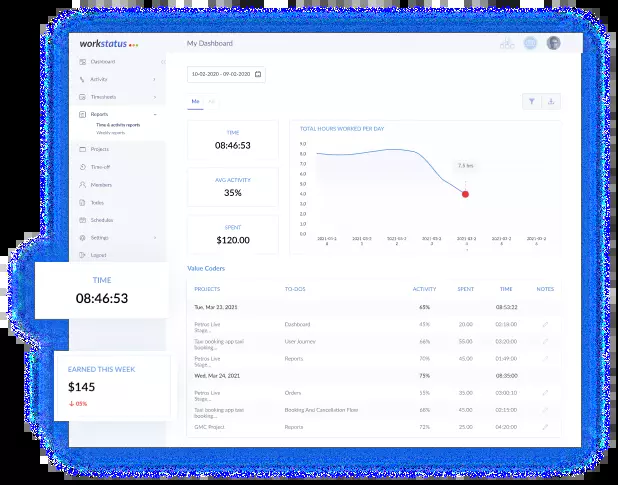 workstatus
My Dashboard
Dashboard
Activity
Timesheets
Reports
Time & activity reports
Weekly reports
Projects
Time-off
Members
Todos
Schedules
Settings
Logout
10-02-2020 - 09-02-2020
Me
All
TIME
08:46:53
AVG ACTIVITY
35%
SPENT
$120.00
TOTAL HOURS WORKED PER DAY
9.0
8.0
7.0
6.0
5.0
4.0
3.0
2.0
1.0
0.0
7.5 hrs
TIME
08:46:53
EARNED THIS WEEK
$145
05%
Value Coders
PROJECTS TO-DOS ACTIVITY SPENT TIME NOTES
Tue, Mar 23, 2021 65% 08:53:22
Petros Live Dashboard 45% 20.00 02:18:00
Stage...
Taxi booking app taxi User Journey 66% 55.00 03:20:00
booking...
Petros Live Reports 70% 45.00 01:49:00
Stage...
Wed, Mar 24, 2021 75% 08:35:00
Petros Live Orders 55% 35.00 03:00:10
Stage...
Taxi booking app taxi Booking And Cancellation Flow 68% 45.00 02:15:00
booking...
GMC Project Reports 72% 25.00 04:20:00